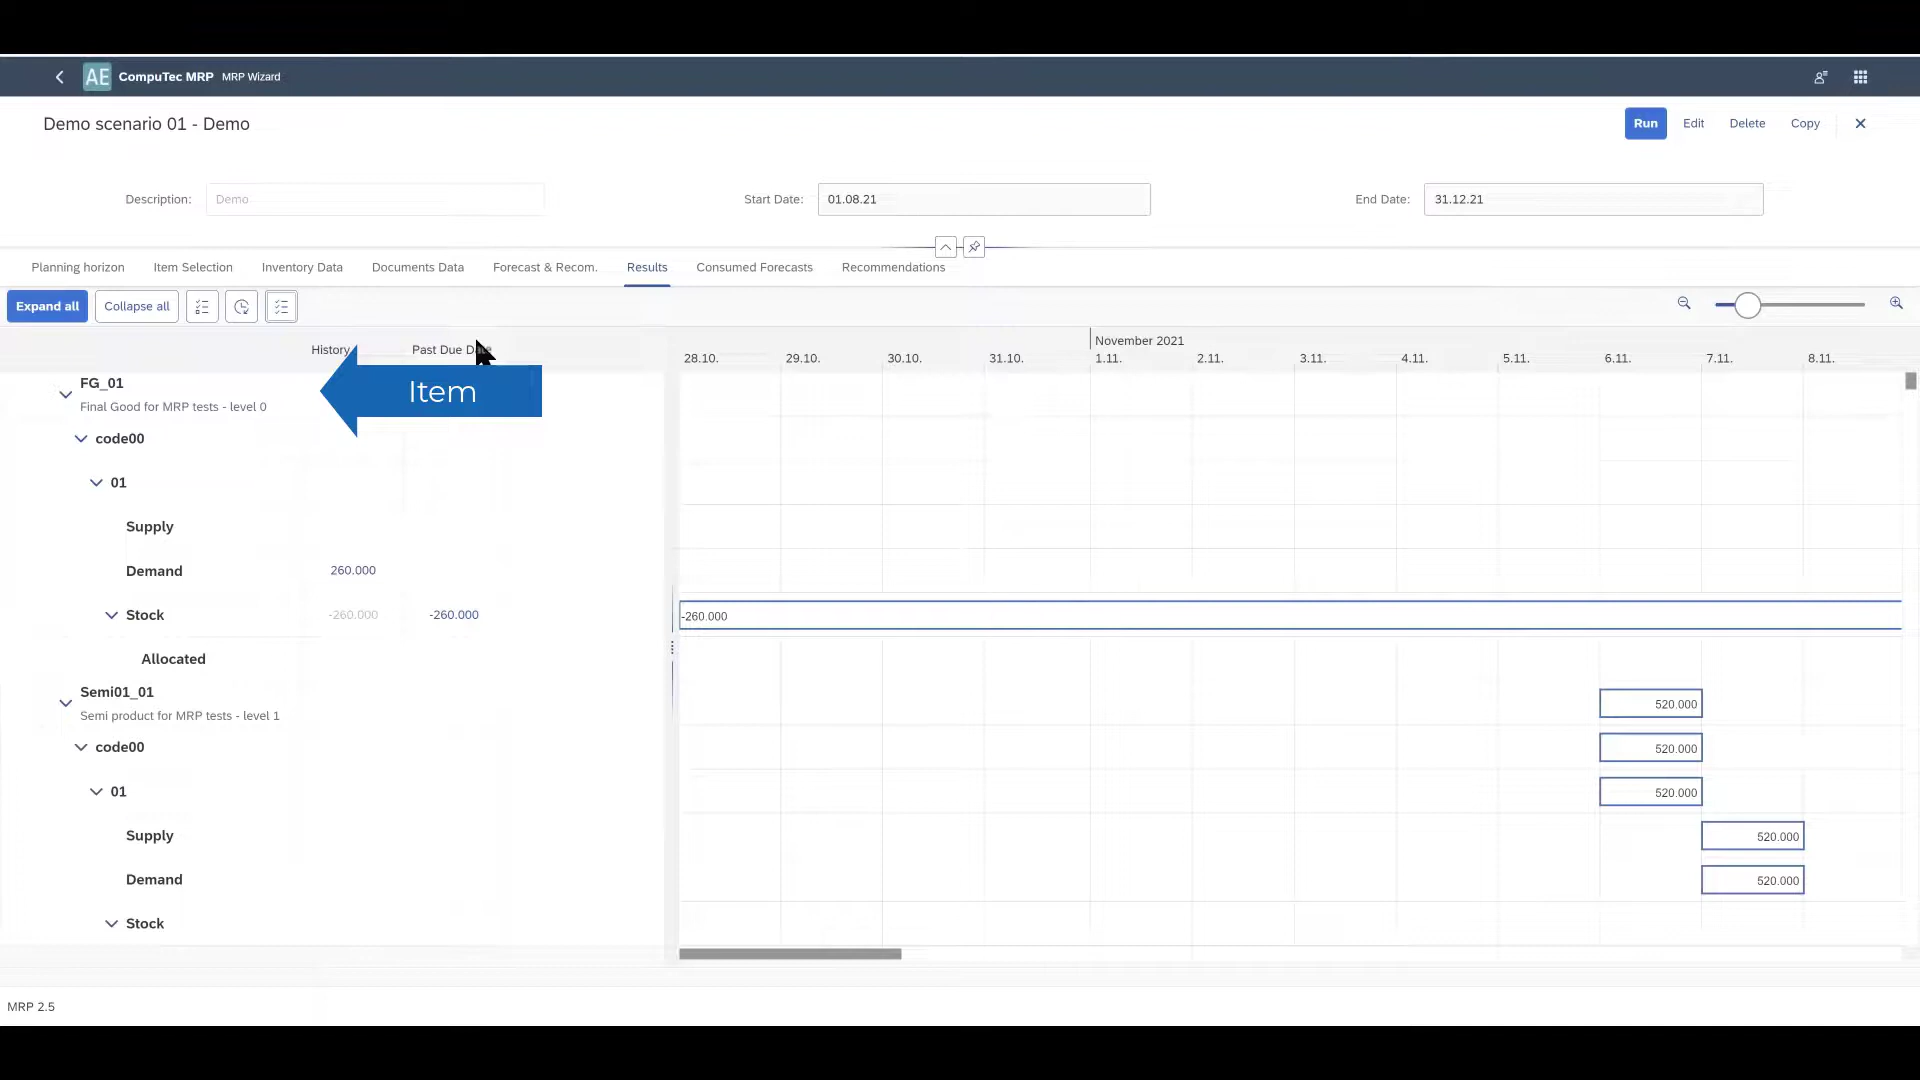 AE CompuTec MRP MRP Wizard
Demo scenario 01 - Demo
Run Edit Delete Copy
Description: Demo Start Date: 01.08.21 End Date: 31.12.21
Planning horizon Item Selection Inventory Data Documents Data Forecast & Recom. Results Consumed Forecasts Recommendations
Expand all Collapse all
November 2021
History Past Due Date 28.10. 29.10. 30.10. 31.10. 1.11. 2.11. 3.11. 4.11. 5.11. 6.11. 7.11. 8.11.
FG_01
Item
Final Good for MRP tests - level 0
code00
01
Supply
Demand 260.000
Stock -260.000 -260.000 -260.000
Allocated
Semi01_01
Semi product for MRP tests - level 1
520.000
code00 520.000
01 520.000
Supply 520.000
Demand 520.000
Stock
MRP 2.5